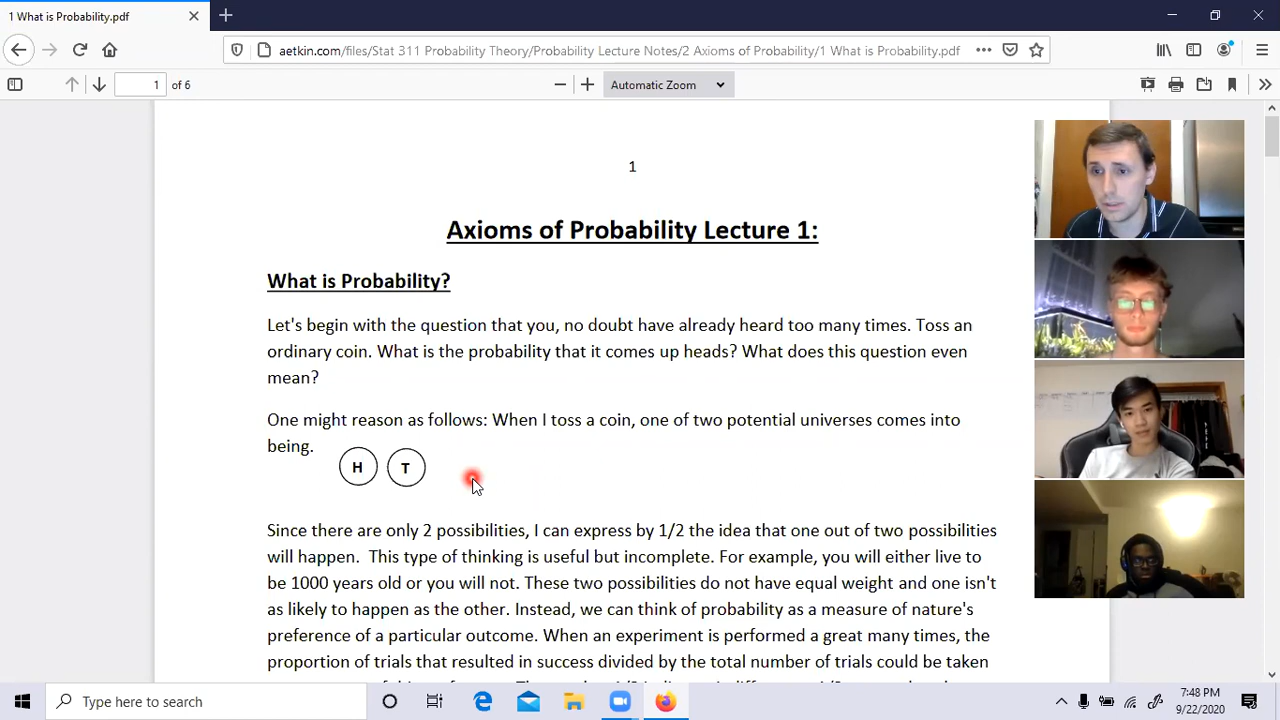 1 What is Probability.pdf
aetkin.com/files/Stat 311 Probability Theory/Probability Lecture Notes/2 Axioms of Probability/1 What is Probability.pdf
1 of 6
Automatic Zoom
1
Axioms of Probability Lecture 1:
What is Probability?
Let's begin with the question that you, no doubt have already heard too many times. Toss an
ordinary coin. What is the probability that it comes up heads? What does this question even
mean?
One might reason as follows: When I toss a coin, one of two potential universes comes into
being.
H T
Since there are only 2 possibilities, I can express by 1/2 the idea that one out of two possibilities
will happen. This type of thinking is useful but incomplete. For example, you will either live to
be 1000 years old or you will not. These two possibilities do not have equal weight and one isn't
as likely to happen as the other. Instead, we can think of probability as a measure of nature's
preference of a particular outcome. When an experiment is performed a great many times, the
proportion of trials that resulted in success divided by the total number of trials could be taken
Type here to search
7:48 PM
9/22/2020